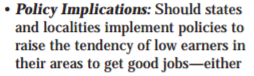 • Policy Implications: Should states
and localities implement policies to
raise the tendency of low earners in
their areas to get good jobs—either